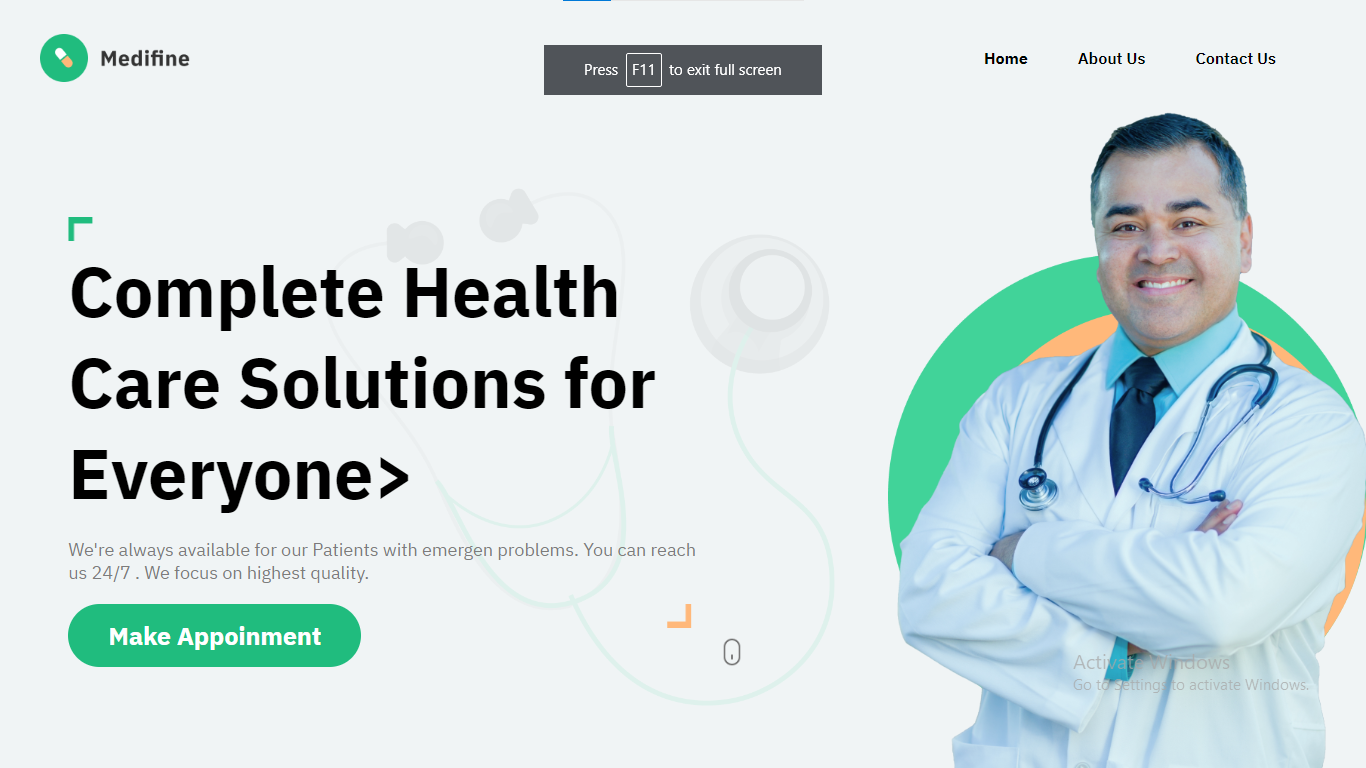 Medifine
Press F11 to exit full screen
Home About Us Contact Us
Complete Health
Care Solutions for
Everyone>
We're always available for our Patients with emergen problems. You can reach
us 24/7 . We focus on highest quality.
Make Appoinment
Activate Windows
Go to Settings to activate Windows.